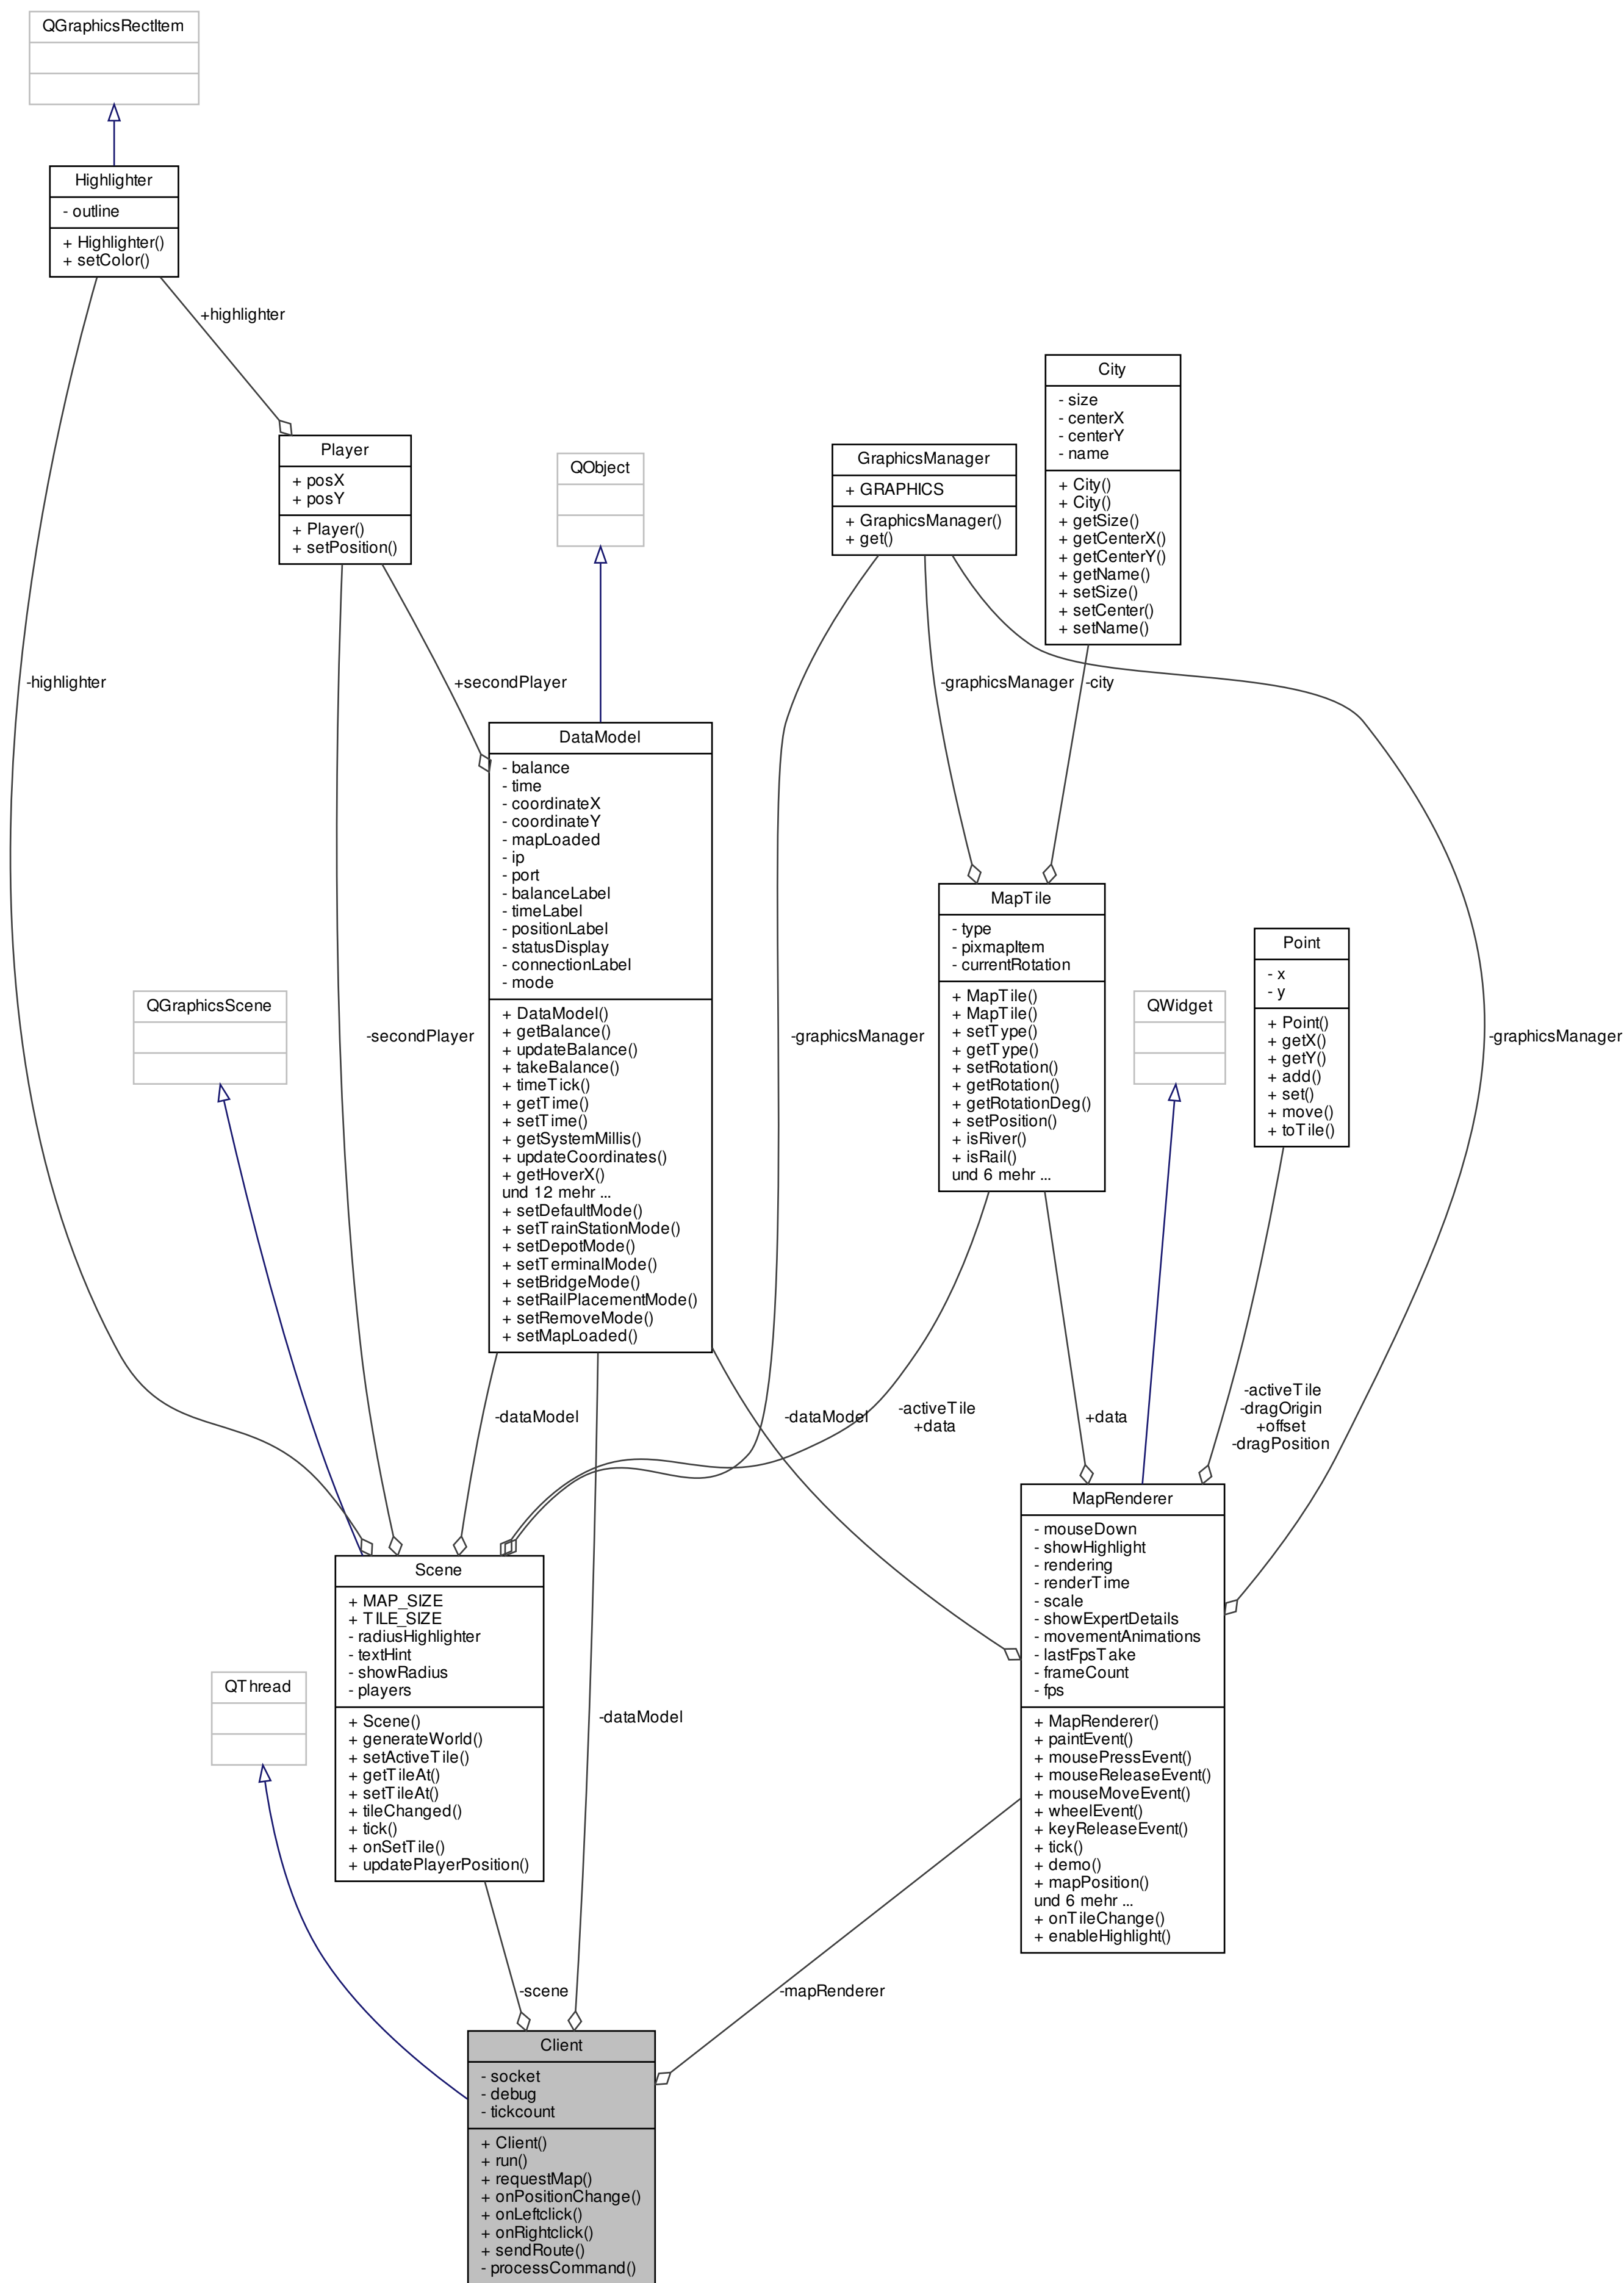 QGraphicsRectItem
Highlighter
- outline
+ Highlighter()
+ setColor()
+highlighter
City
- size
- centerX
- centerY
- name
+ City()
+ City()
+ getSize()
+ getCenterX()
+ getCenterY()
+ getName()
+ setSize()
+ setCenter()
+ setName()
Player
+ posX
+ posY
+ Player()
+ setPosition()
QObject
GraphicsManager
+ GRAPHICS
+ GraphicsManager()
+ get()
-highlighter
+secondPlayer
-graphicsManager
-city
DataModel
- balance
- time
- coordinateX
- coordinateY
- mapLoaded
- ip
- port
- balanceLabel
- timeLabel
- positionLabel
- statusDisplay
- connectionLabel
- mode
+ DataModel()
+ getBalance()
+ updateBalance()
+ takeBalance()
+ timeTick()
+ getTime()
+ setTime()
+ getSystemMillis()
+ updateCoordinates()
+ getHoverX()
und 12 mehr ...
+ setDefaultMode()
+ setTrainStationMode()
+ setDepotMode()
+ setTerminalMode()
+ setBridgeMode()
+ setRailPlacementMode()
+ setRemoveMode()
+ setMapLoaded()
MapTile
- type
- pixmapItem
- currentRotation
+ MapTile()
+ MapTile()
+ setType()
+ getType()
+ setRotation()
+ getRotation()
+ getRotationDeg()
+ setPosition()
+ isRiver()
+ isRail()
und 6 mehr ...
Point
- x
- y
+ Point()
+ getX()
+ getY()
+ add()
+ set()
+ move()
+ toTile()
QGraphicsScene
QWidget
-secondPlayer
-graphicsManager
-graphicsManager
-dataModel
-dataModel
-activeTile
+data
+data
-activeTile
-dragOrigin
+offset
-dragPosition
MapRenderer
- mouseDown
- showHighlight
- rendering
- renderTime
- scale
- showExpertDetails
- movementAnimations
- lastFpsTake
- frameCount
- fps
+ MapRenderer()
+ paintEvent()
+ mousePressEvent()
+ mouseReleaseEvent()
+ mouseMoveEvent()
+ wheelEvent()
+ keyReleaseEvent()
+ tick()
+ demo()
+ mapPosition()
und 6 mehr ...
+ onTileChange()
+ enableHighlight()
Scene
+ MAP_SIZE
+ TILE_SIZE
- radiusHighlighter
- textHint
- showRadius
- players
+ Scene()
+ generateWorld()
+ setActiveTile()
+ getTileAt()
+ setTileAt()
+ tileChanged()
+ tick()
+ onSetTile()
+ updatePlayerPosition()
QThread
-dataModel
-scene
-mapRenderer
Client
- socket
- debug
- tickcount
+ Client()
+ run()
+ requestMap()
+ onPositionChange()
+ onLeftclick()
+ onRightclick()
+ sendRoute()
- processCommand()